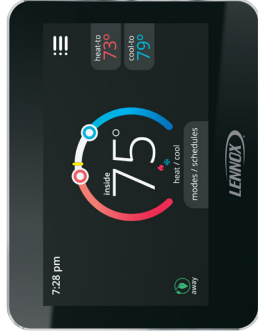 7:28 pm
inside
75°
heat / cool
modes / schedules
away
heat-to
73°
cool-to
79°
LENNOX